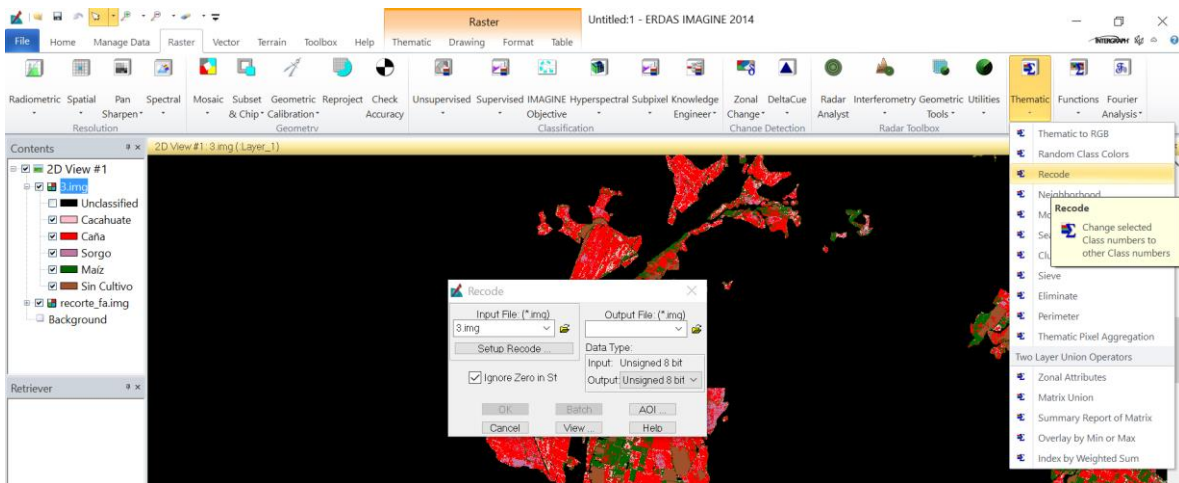 Raster
Untitled:1 - ERDAS IMAGINE 2014
File Home Manage Data Raster Vector Terrain Toolbox Help Thematic Drawing Format Table
INTERGRAPH
Radiometric Spatial Pan Sharpen Spectral Mosaic Subset & Chip Geometric Calibration Reproject Check Accuracy Unsupervised Supervised IMAGINE Objective Hyperspectral Subpixel Knowledge Engineer Zonal Change DeltaCue Radar Analyst Interferometry Geometric Tools Utilities Thematic Functions Fourier Analysis
Resolution Geometry Classification Change Detection Radar Toolbox
Contents
2D View #1: 3.img (:Layer_1)
2D View #1
3.img
Unclassified
Cacahuate
Caña
Sorgo
Maíz
Sin Cultivo
recorte_fa.img
Background
Retriever
Recode
Input File: (*.img)
Output File: (*.img)
3.img
Setup Recode ...
Data Type:
Input: Unsigned 8 bit
Ignore Zero in St
Output: Unsigned 8 bit
OK Batch AOI ...
Cancel View ... Help
Thematic to RGB
Random Class Colors
Recode
Neighborhood
Recode
Change selected
Class numbers to
other Class numbers
Mo
Sea
Clu
Sieve
Eliminate
Perimeter
Thematic Pixel Aggregation
Two Layer Union Operators
Zonal Attributes
Matrix Union
Summary Report of Matrix
Overlay by Min or Max
Index by Weighted Sum